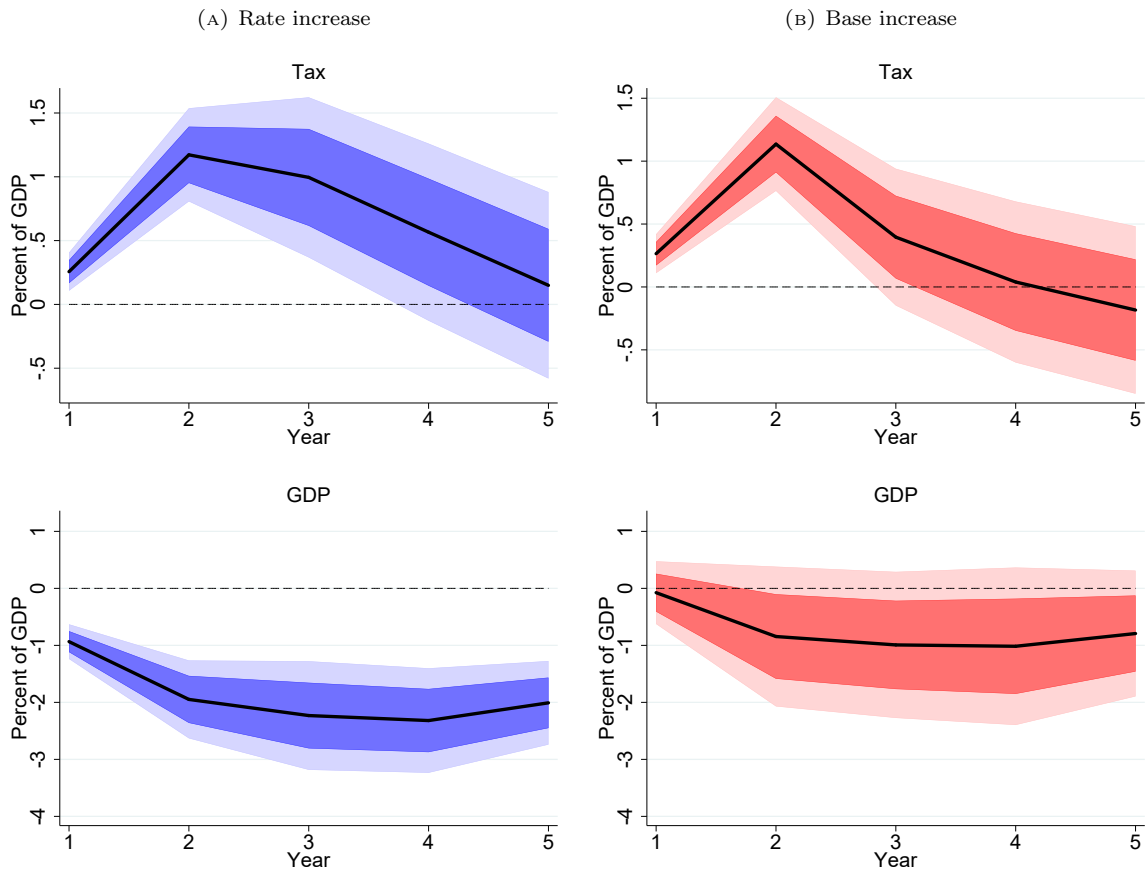 (A) Rate increase
Tax
Percent of GDP
1.5
1
.5
0
-.5
1 2 3 4 5
Year
GDP
Percent of GDP
1
0
-1
-2
-3
-4
1 2 3 4 5
Year
(B) Base increase
Tax
Percent of GDP
1.5
1
.5
0
-.5
1 2 3 4 5
Year
GDP
Percent of GDP
1
0
-1
-2
-3
-4
1 2 3 4 5
Year